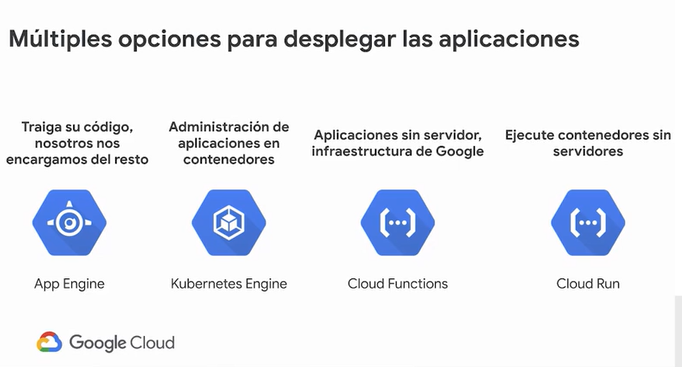 Múltiples opciones para desplegar las aplicaciones
Traiga su código,
nosotros nos
encargamos del resto
Administración de
aplicaciones en
contenedores
Aplicaciones sin servidor,
infraestructura de Google
Ejecute contenedores sin
servidores
App Engine
Kubernetes Engine
Cloud Functions
Cloud Run
Google Cloud